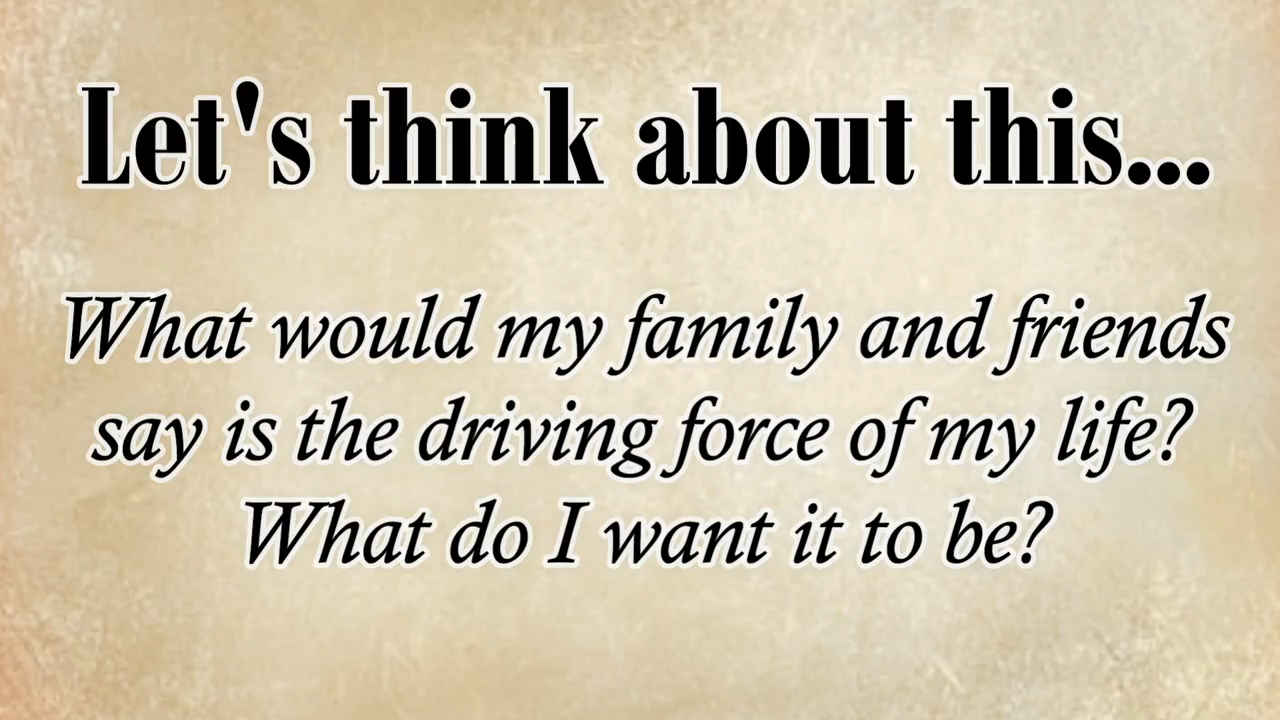 Let's think about this...
What would my family and friends
say is the driving force of my life?
What do I want it to be?